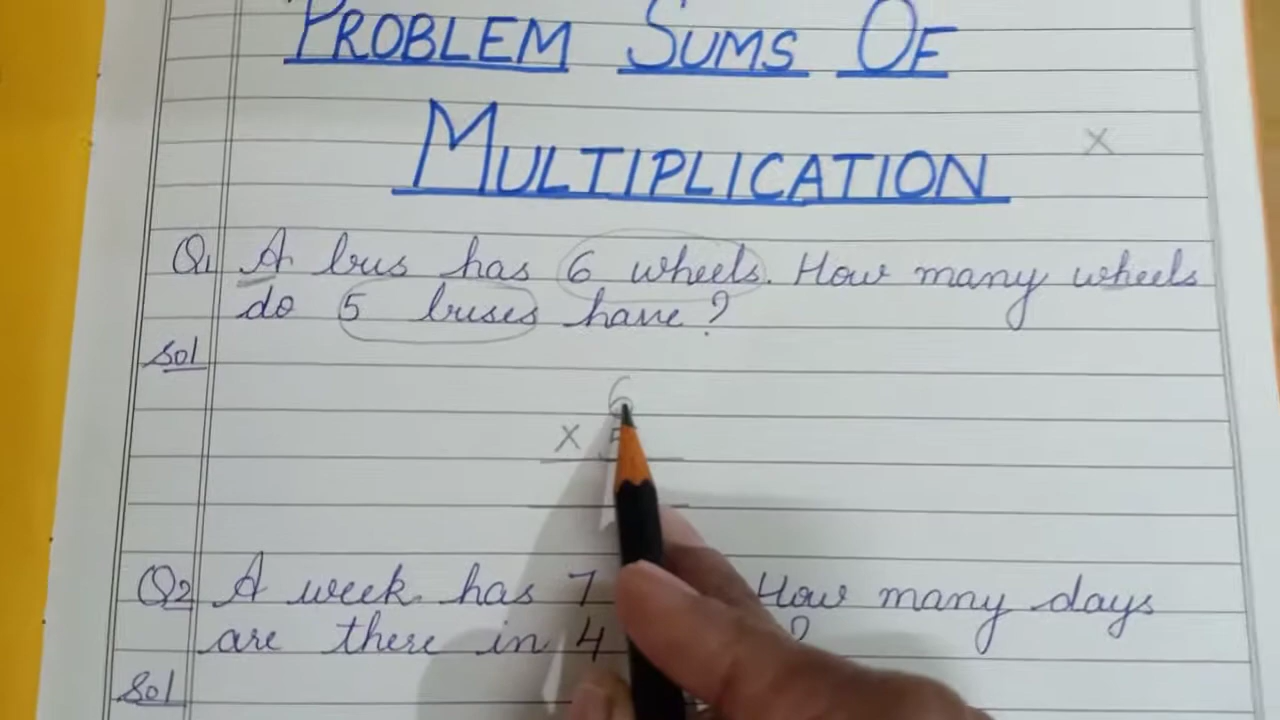 PROBLEM SUMS OF
MULTIPLICATION
X
Q1 A bus has 6 wheels. How many wheels
do 5 buses have?
Sol
6
X 5
Q2 A week has 7 How many days
are there in 4 ?
Sol